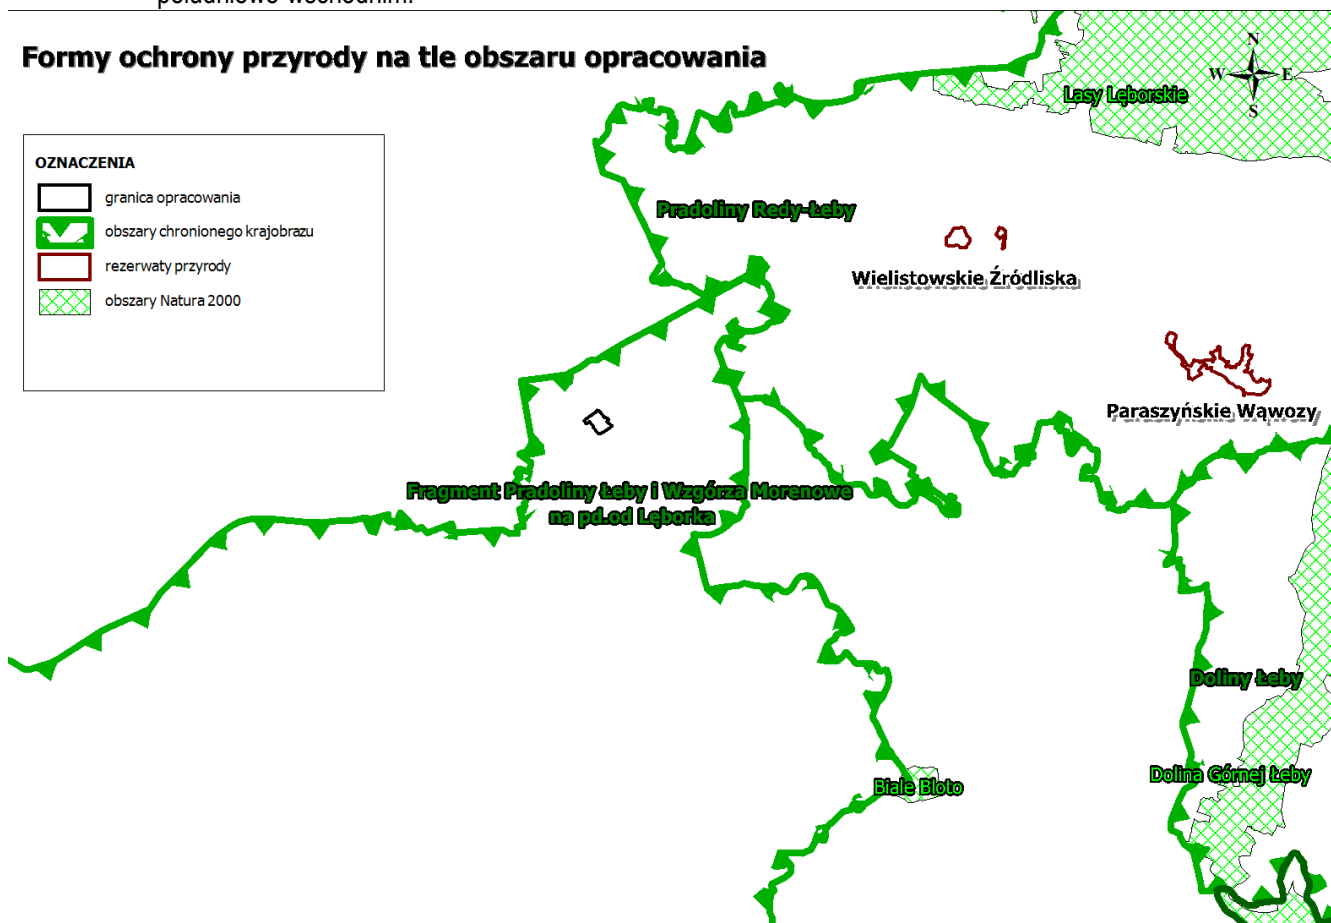 południowo-wschodnim.
Formy ochrony przyrody na tle obszaru opracowania
N
W E
S
Lasy Lęborskie
OZNACZENIA
granica opracowania
obszary chronionego krajobrazu
rezerwaty przyrody
obszary Natura 2000
Pradoliny Redy-Łeby
Wielistowskie Źródliska
Paraszyńskie Wąwozy
Fragment Pradoliny Łeby i Wzgórza Morenowe
na pd.od Lęborka
Doliny Łeby
Dolina Górnej Łeby
Białe Błoto